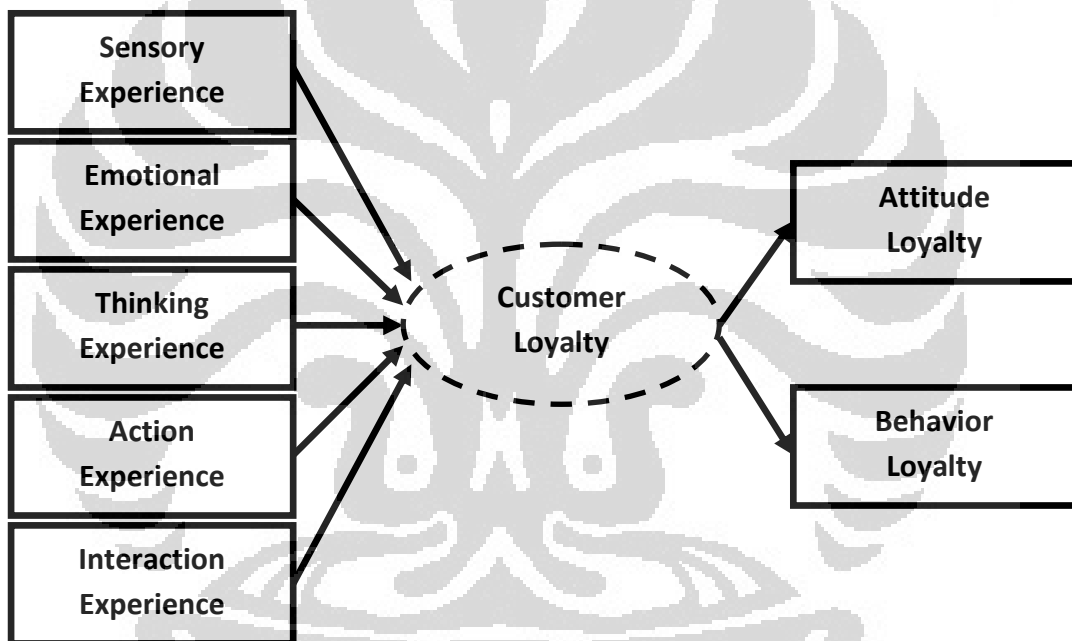 Sensory
Experience
Emotional
Experience
Thinking
Experience
Action
Experience
Interaction
Experience
Customer
Loyalty
Attitude
Loyalty
Behavior
Loyalty